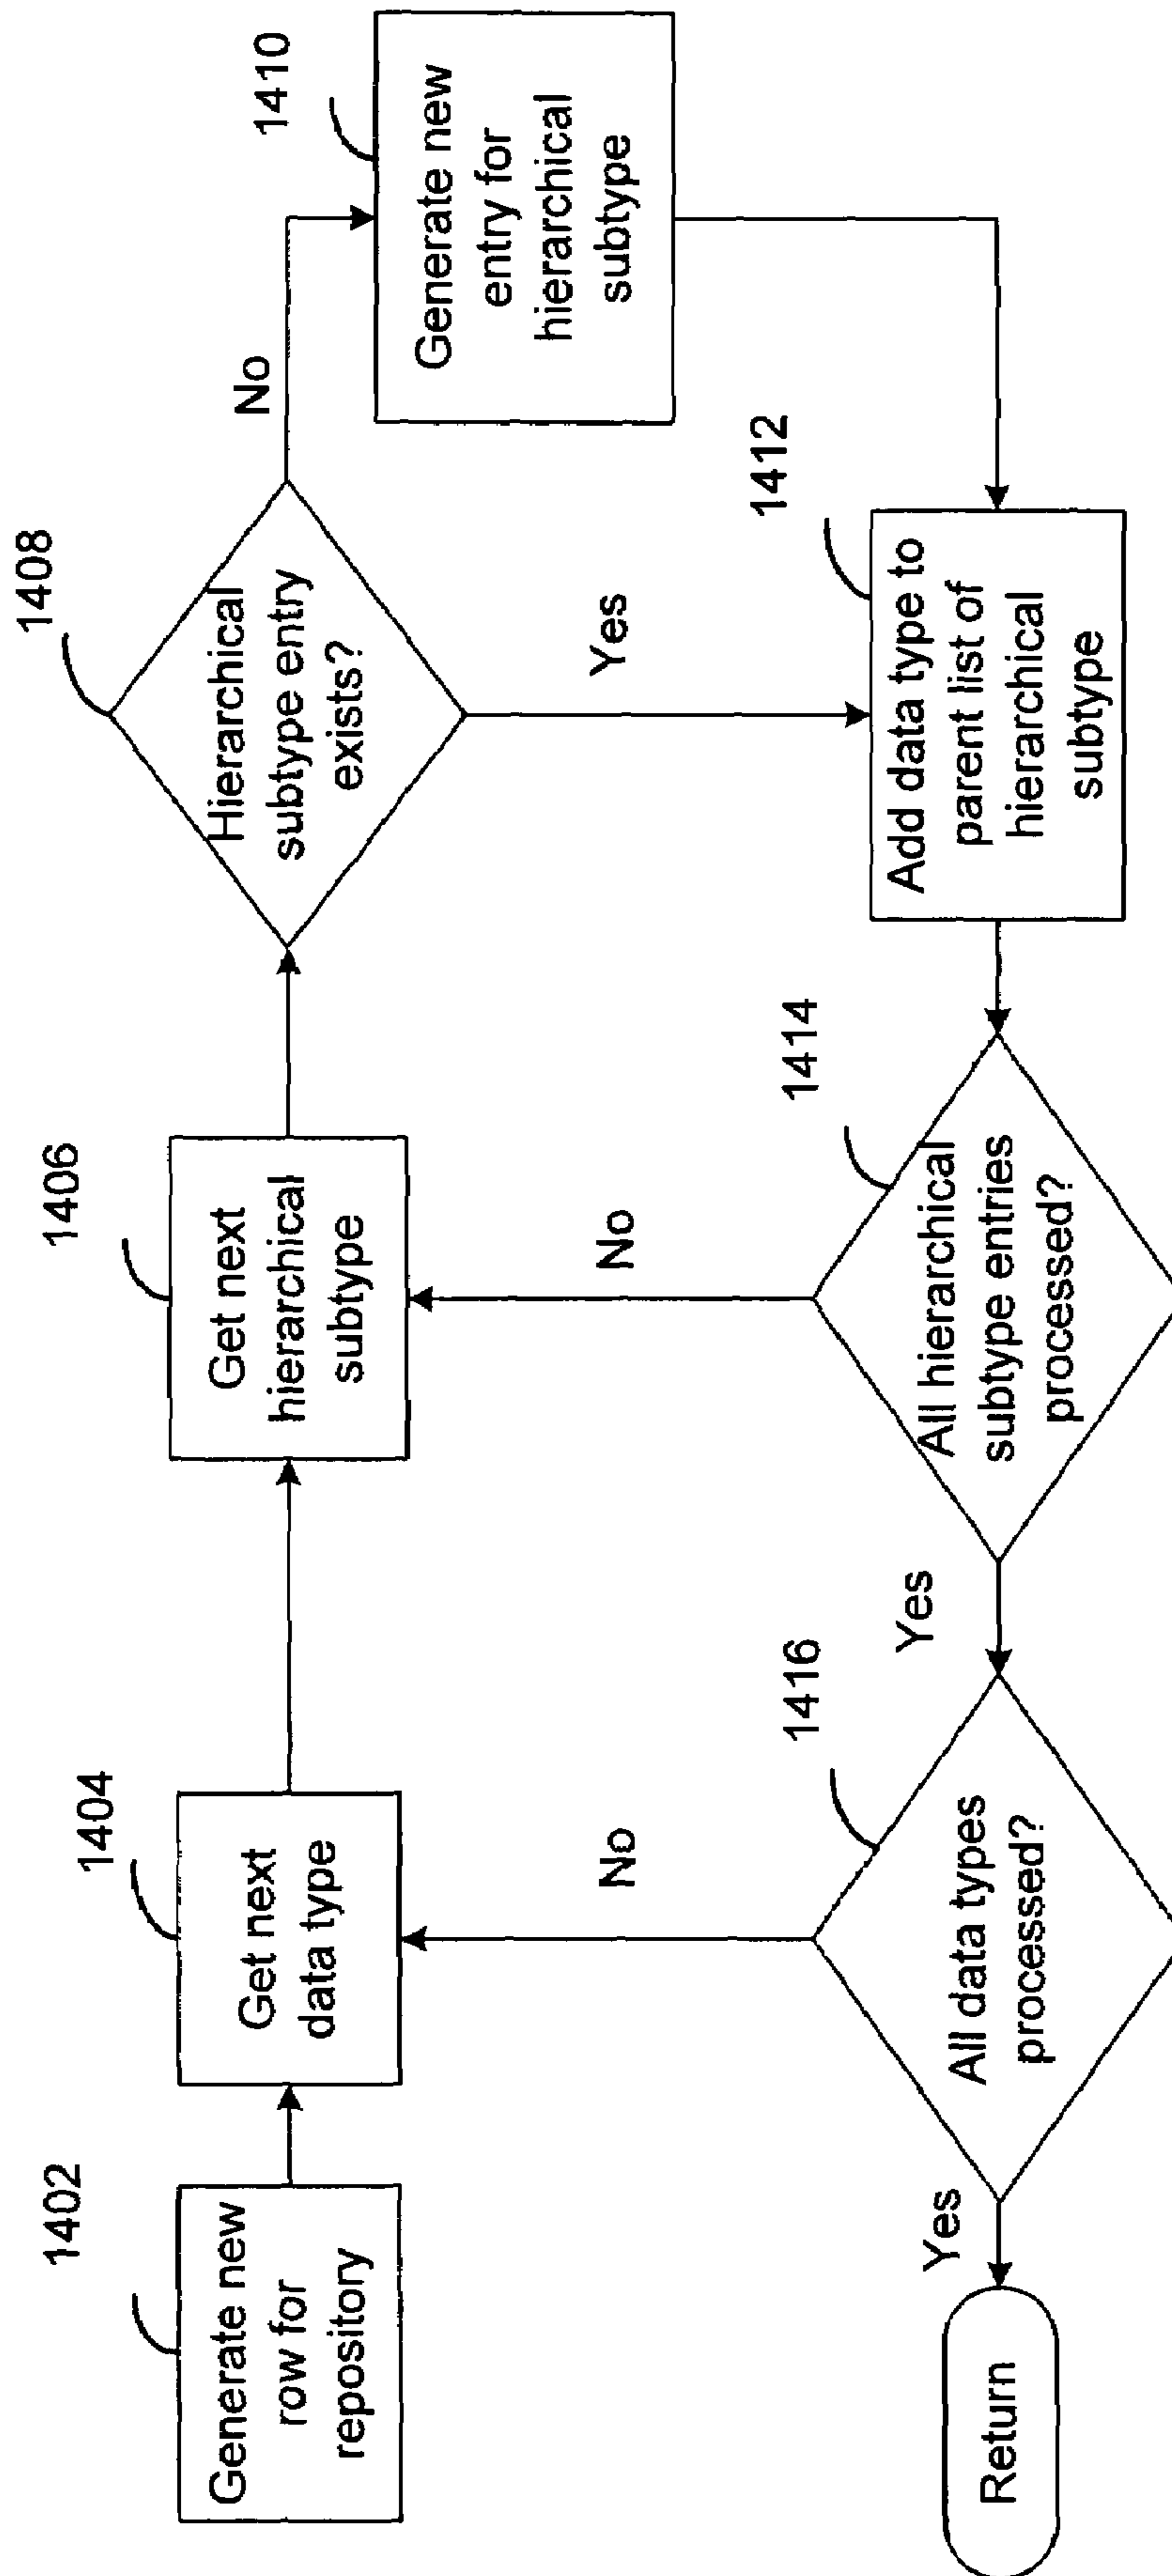 1402
Generate new
row for
repository
1404
Get next
data type
1406
Get next
hierarchical
subtype
1408
Hierarchical
subtype entry
exists?
No
1410
Generate new
entry for
hierarchical
subtype
Yes
1412
Add data type to
parent list of
hierarchical
subtype
1414
All hierarchical
subtype entries
processed?
No
Yes
1416
All data types
processed?
No
Yes
Return